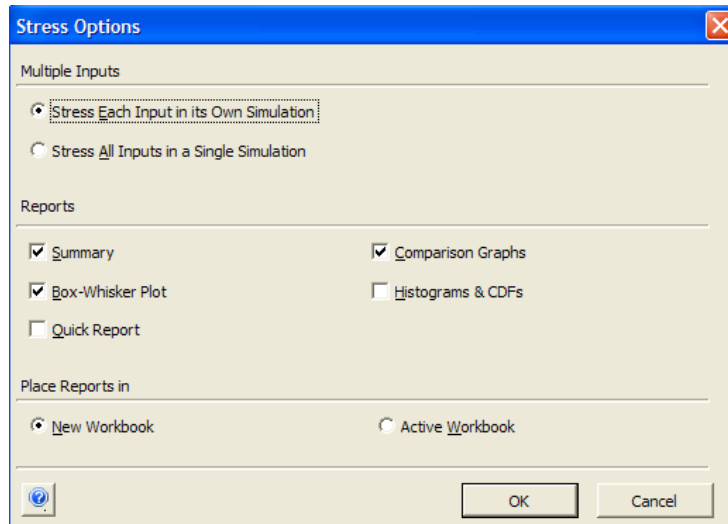 Stress Options
Multiple Inputs
Stress Each Input in its Own Simulation
Stress All Inputs in a Single Simulation
Reports
Summary Comparison Graphs
Box-Whisker Plot Histograms & CDFs
Quick Report
Place Reports in
New Workbook Active Workbook
OK Cancel